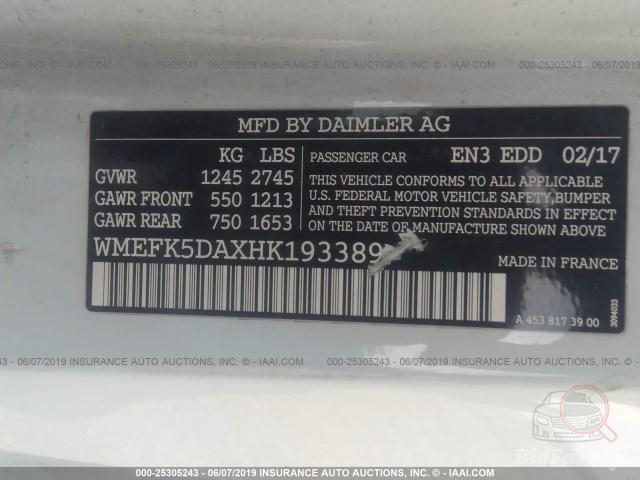 000-25305243 - 06/07/2019 INSURANCE AUTO AUCTIONS, INC. - © IAAI.COM
MFD BY DAIMLER AG
KG LBS PASSENGER CAR EN3 EDD 02/17
GVWR 1245 2745
GAWR FRONT 550 1213
GAWR REAR 750 1653
THIS VEHICLE CONFORMS TO ALL APPLICABLE
U.S. FEDERAL MOTOR VEHICLE SAFETY, BUMPER
AND THEFT PREVENTION STANDARDS IN EFFECT
ON THE DATE OF MANUFACTURE SHOWN ABOVE.
WMEFK5DAXHK193389
MADE IN FRANCE
A 453 817 39 00
3094033
000-25305243 - 06/07/2019 INSURANCE AUTO AUCTIONS, INC. - © IAAI.COM
000-25305243 - 06/07/2019 INSURANCE AUTO AUCTIONS, INC. - © IAAI.COM